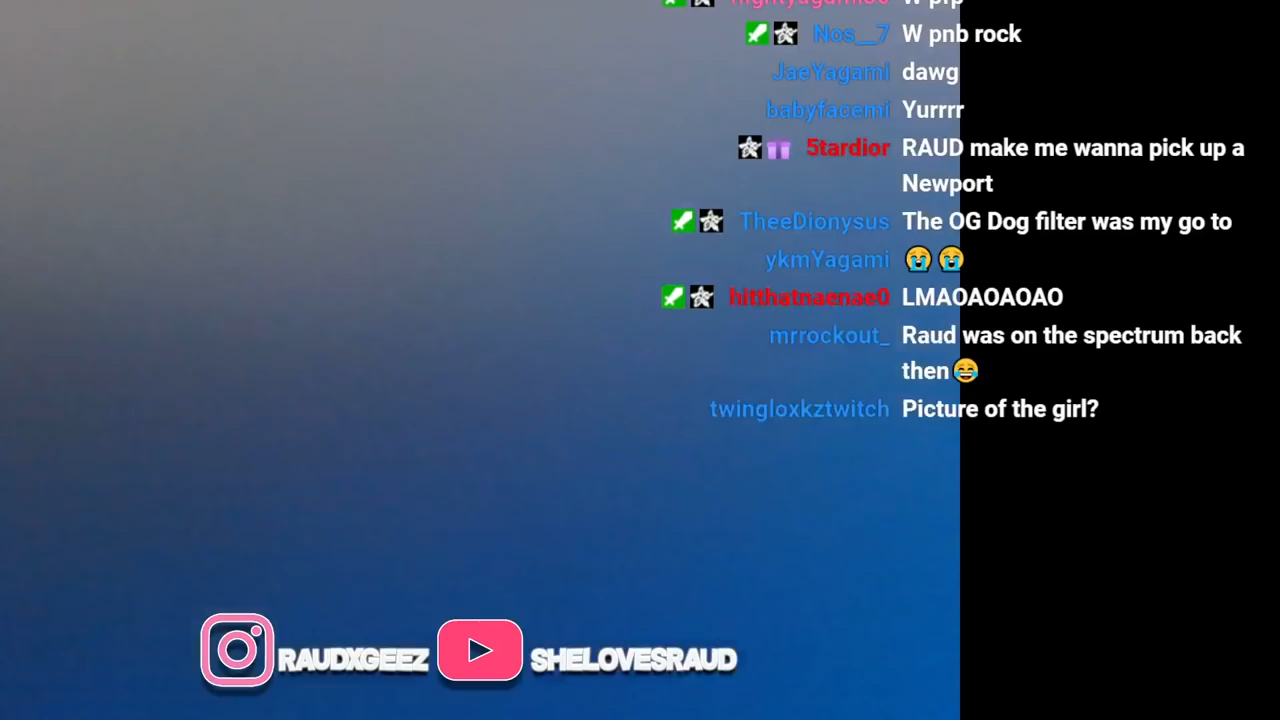 W prp
Nos__7 W pnb rock
JaeYagami dawg
babyfacemi Yurrrr
5tardior RAUD make me wanna pick up a
Newport
TheeDionysus The OG Dog filter was my go to
ykmYagami 😭😭
hitthatnaenae0 LMAOAOAOAO
mrrockout_ Raud was on the spectrum back
then😂
twingloxkztwitch Picture of the girl?
RAUDXGEEZ SHELOVESRAUD